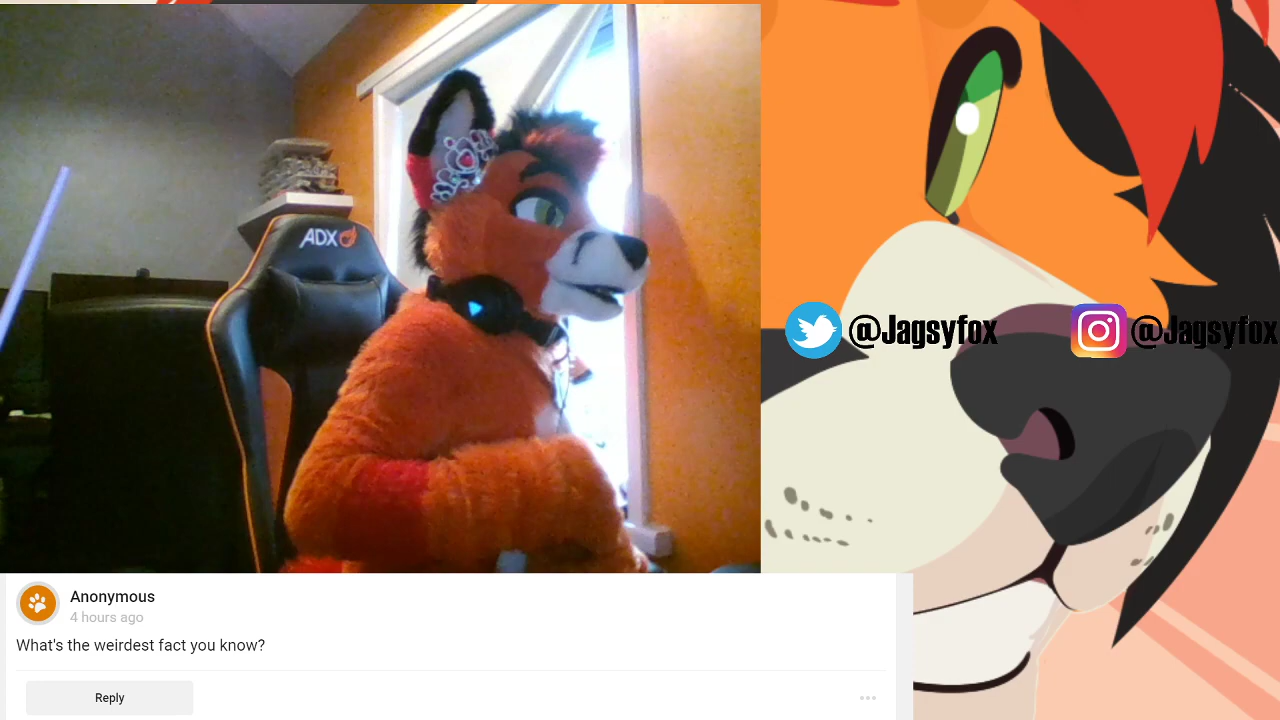 ADX
@Jagsyfox
@Jagsyfox
Anonymous
4 hours ago
What's the weirdest fact you know?
Reply